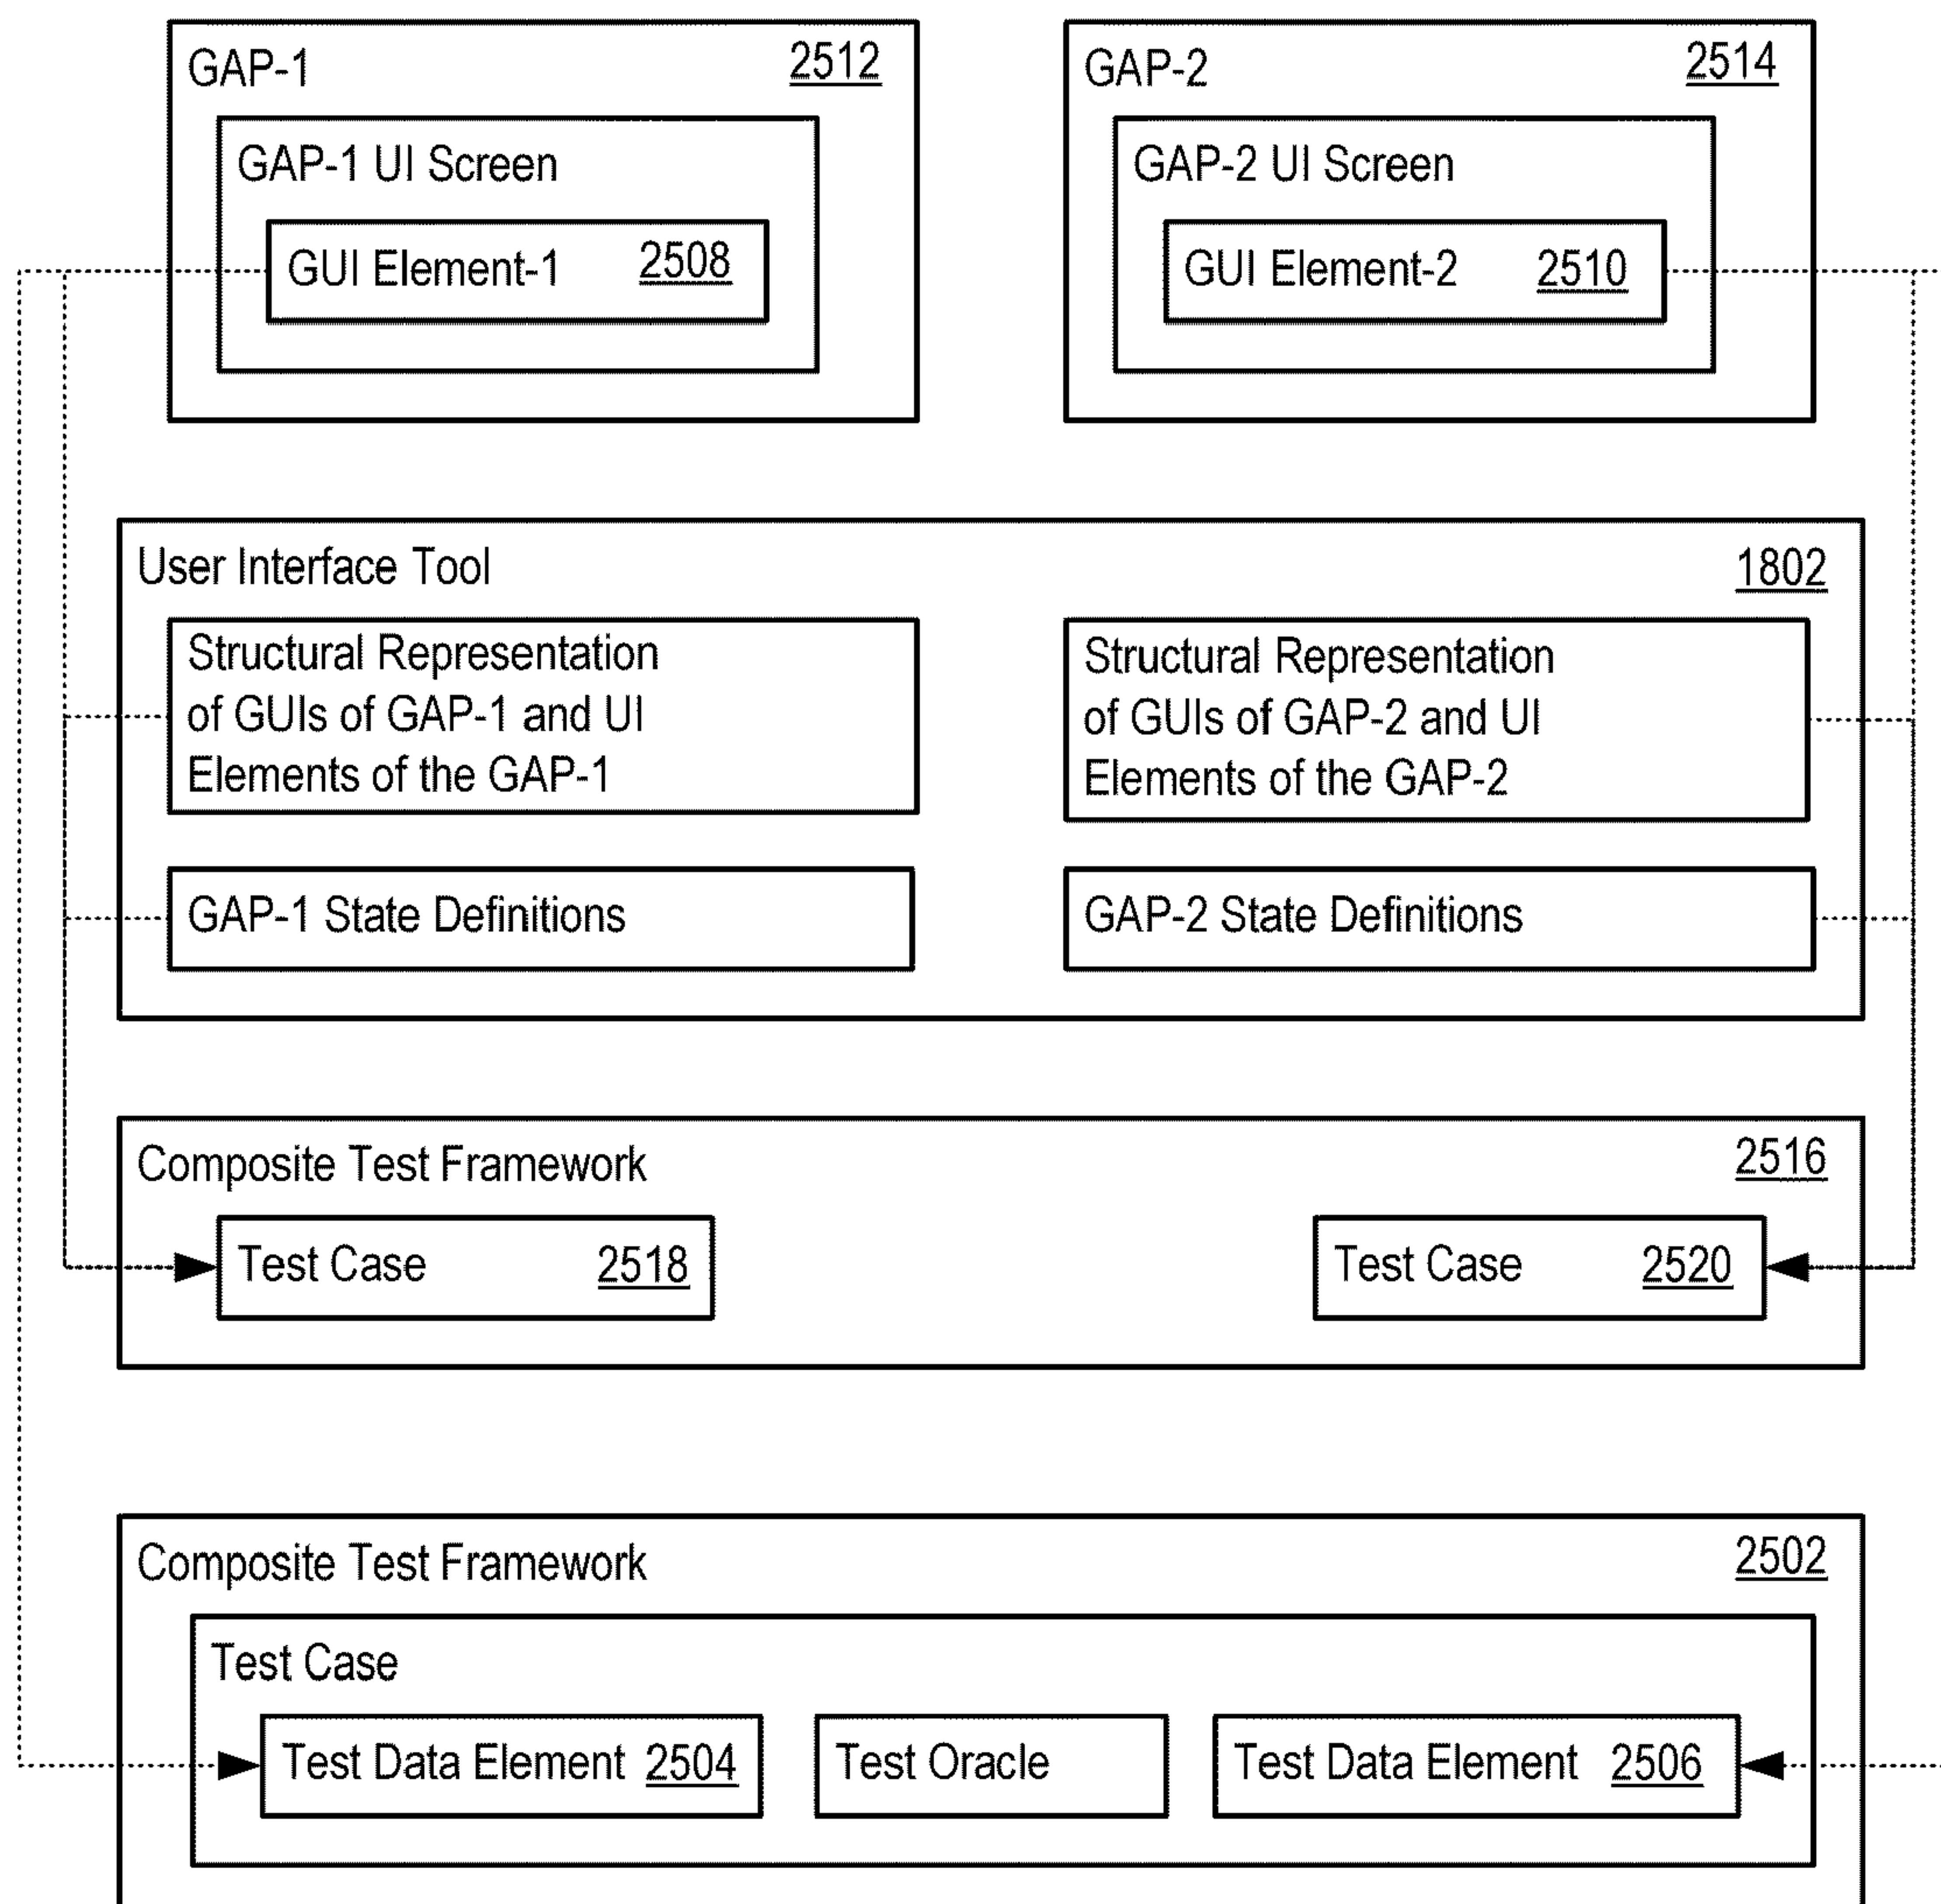 GAP-1 2512
GAP-1 UI Screen
GUI Element-1 2508
GAP-2 2514
GAP-2 UI Screen
GUI Element-2 2510
User Interface Tool 1802
Structural Representation
of GUIs of GAP-1 and UI
Elements of the GAP-1
Structural Representation
of GUIs of GAP-2 and UI
Elements of the GAP-2
GAP-1 State Definitions
GAP-2 State Definitions
Composite Test Framework 2516
Test Case 2518
Test Case 2520
Composite Test Framework 2502
Test Case
Test Data Element 2504
Test Oracle
Test Data Element 2506